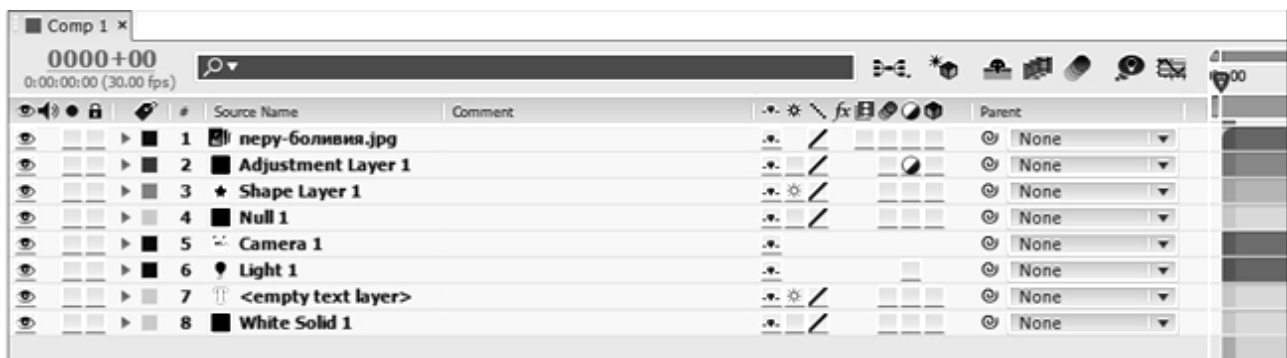 Comp 1 ×
0000+00
0:00:00:00 (30.00 fps)
:00
# Source Name Comment fx Parent
1 перу-боливия.jpg None
2 Adjustment Layer 1 None
3 Shape Layer 1 None
4 Null 1 None
5 Camera 1 None
6 Light 1 None
7 <empty text layer> None
8 White Solid 1 None